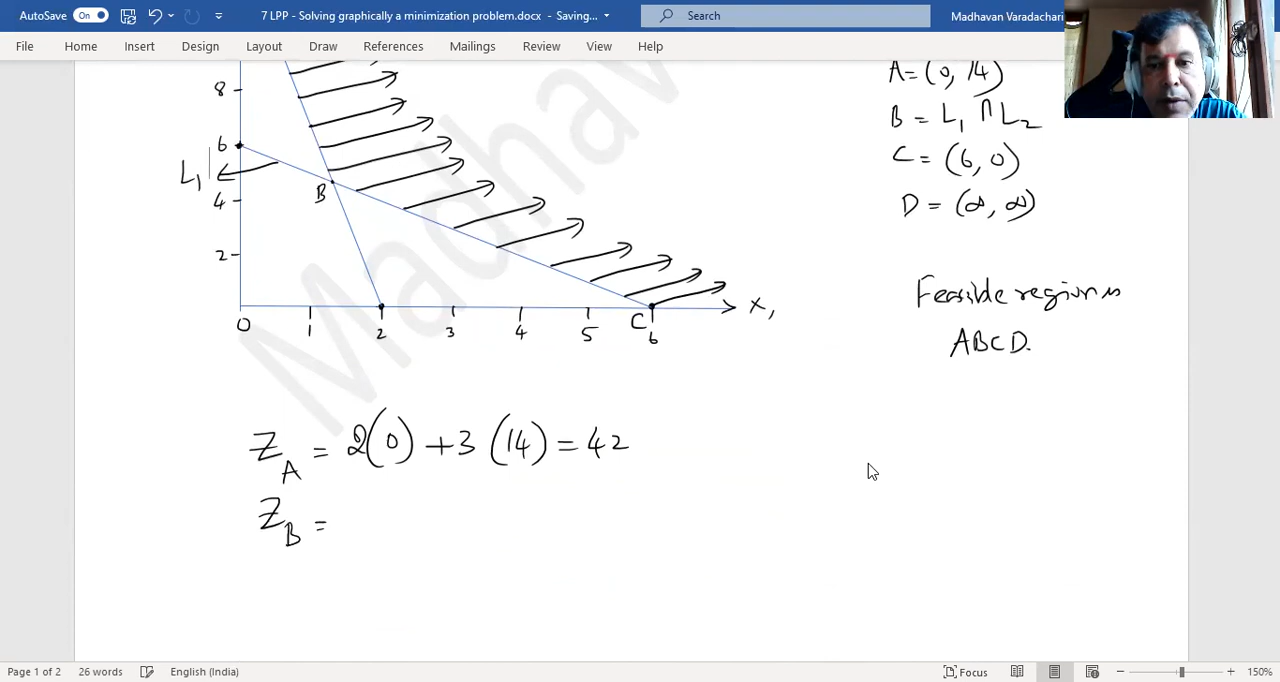 AutoSave On 7 LPP - Solving graphically a minimization problem.docx - Saving... Search Madhavan Varadachari
File Home Insert Design Layout Draw References Mailings Review View Help
A = (0, 14)
8
B = L1 ∩ L2
6
C = (6, 0)
L1
B
4
D = (∞, ∞)
2
Feasible region is
ABCD.
0 1 2 3 4 5 C 6 X1
Madhav
Z_A = 2(0) + 3(14) = 42
Z_B =
Page 1 of 2 26 words English (India) Focus 150%